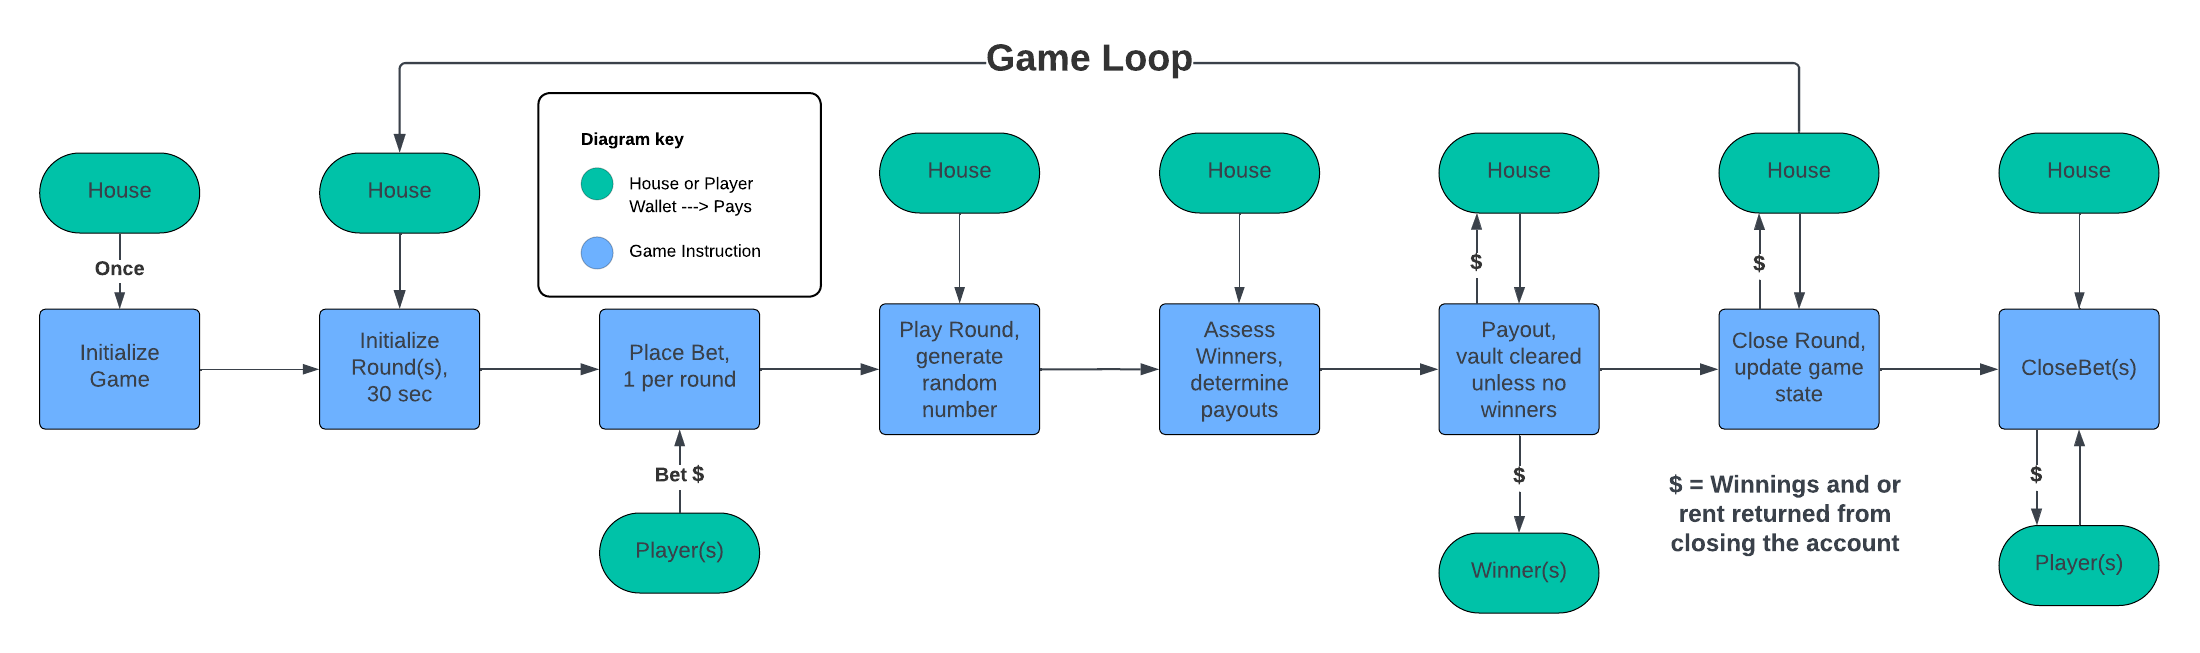 Game Loop
Diagram key
House or Player
Wallet ---> Pays
Game Instruction
House
House
House
House
House
House
House
Once
$
$
Initialize
Game
Initialize
Round(s),
30 sec
Place Bet,
1 per round
Play Round,
generate
random
number
Assess
Winners,
determine
payouts
Payout,
vault cleared
unless no
winners
Close Round,
update game
state
CloseBet(s)
Bet $
$
$
Player(s)
Winner(s)
$ = Winnings and or
rent returned from
closing the account
Player(s)